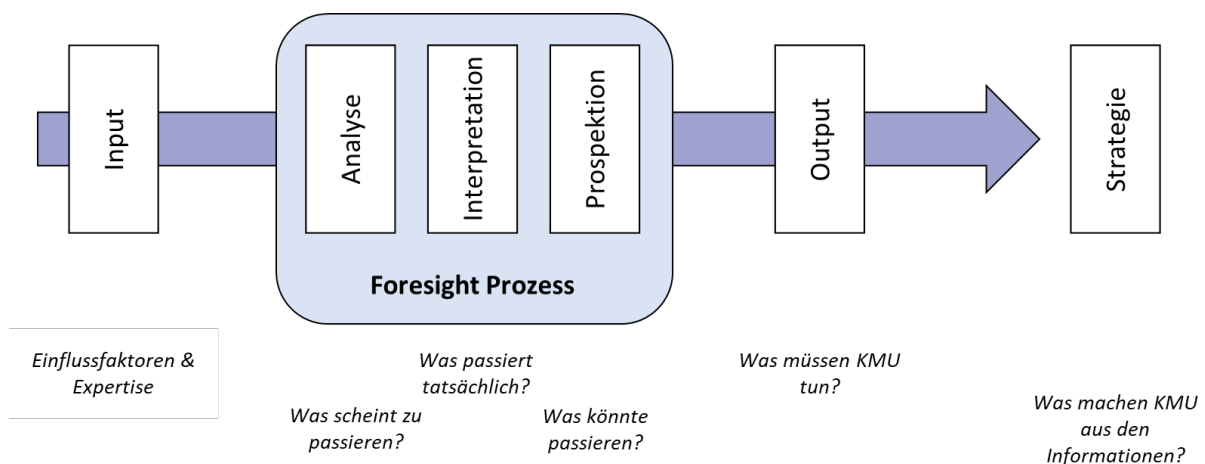 Input
Analyse
Interpretation
Prospektion
Output
Strategie
Foresight Prozess
Einflussfaktoren &
Expertise
Was scheint zu
passieren?
Was passiert
tatsächlich?
Was könnte
passieren?
Was müssen KMU
tun?
Was machen KMU
aus den
Informationen?